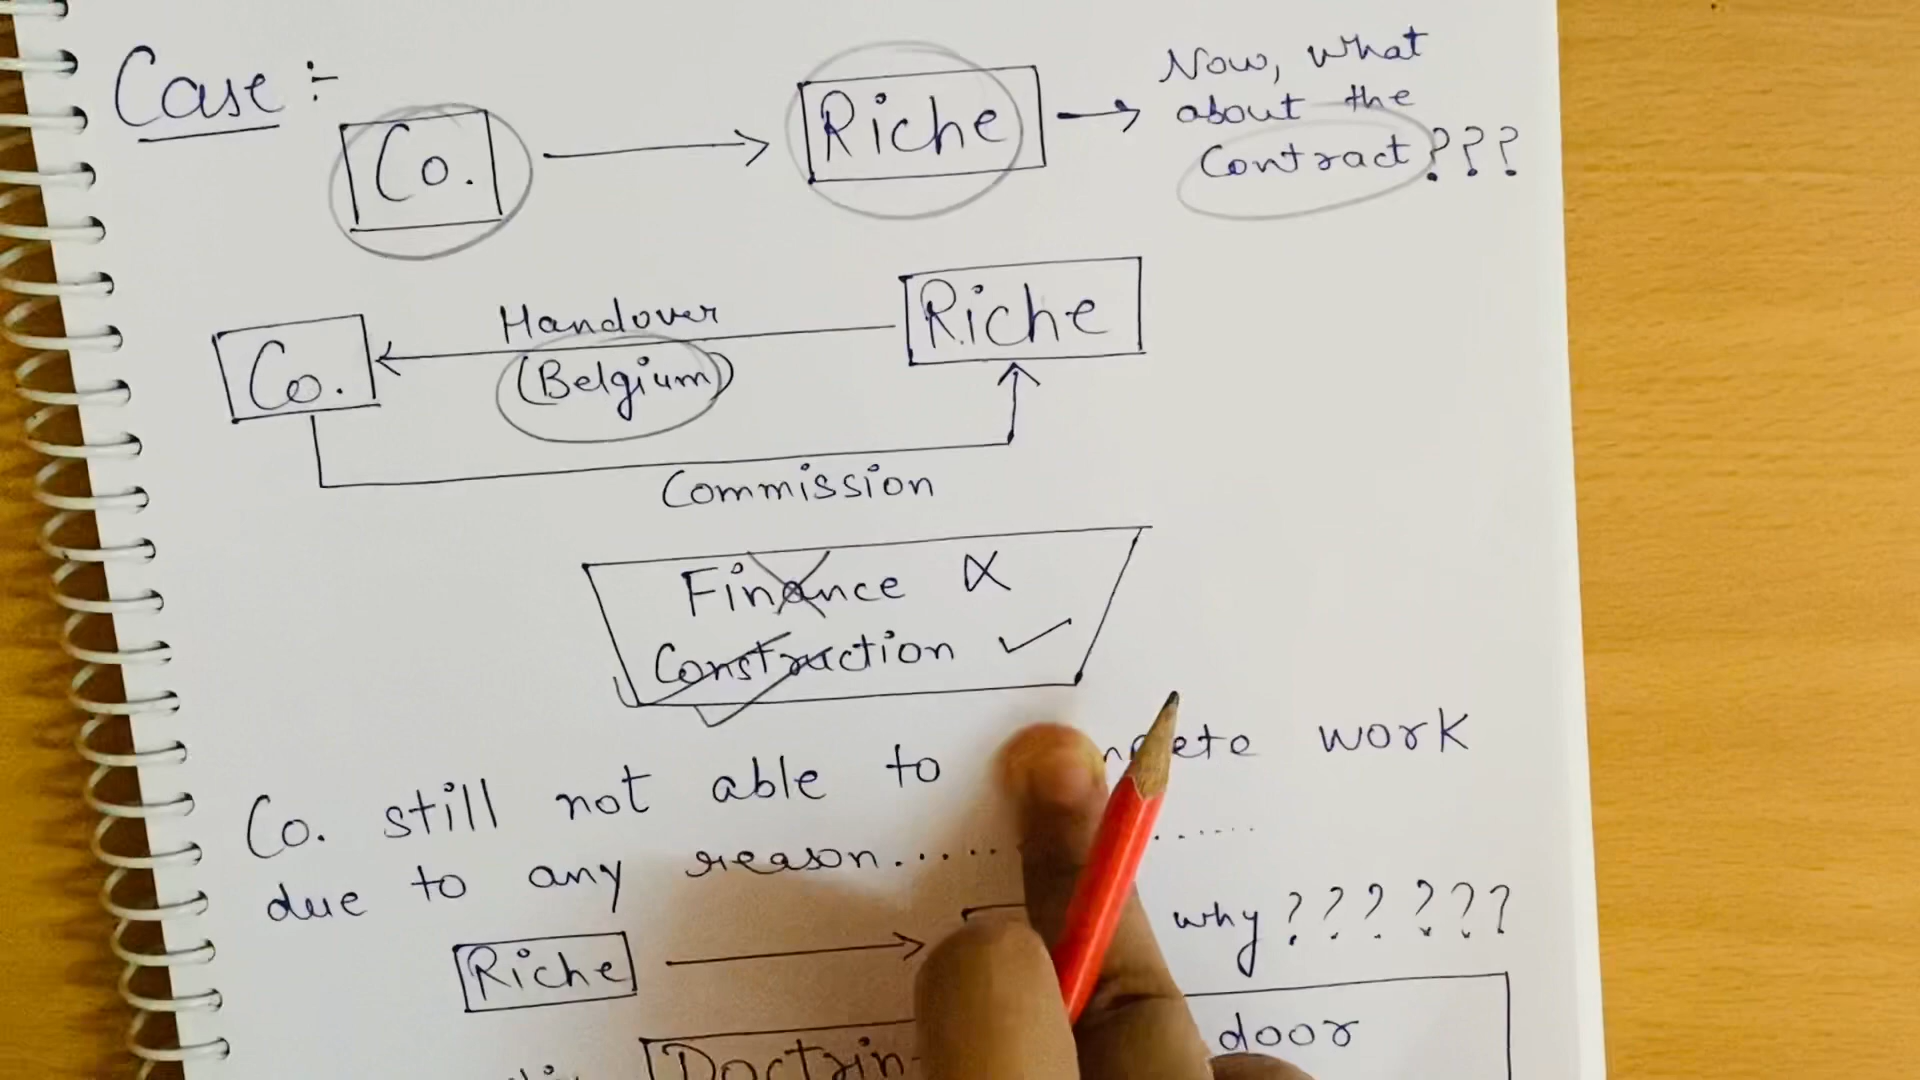 Case :-
Co.
Riche
Now, what
about the
Contract???
Handover
(Belgium)
Co.
Riche
Commission
Finance
Construction ✓
Co. still not able to work
due to any reason...............
Riche
why??????
door